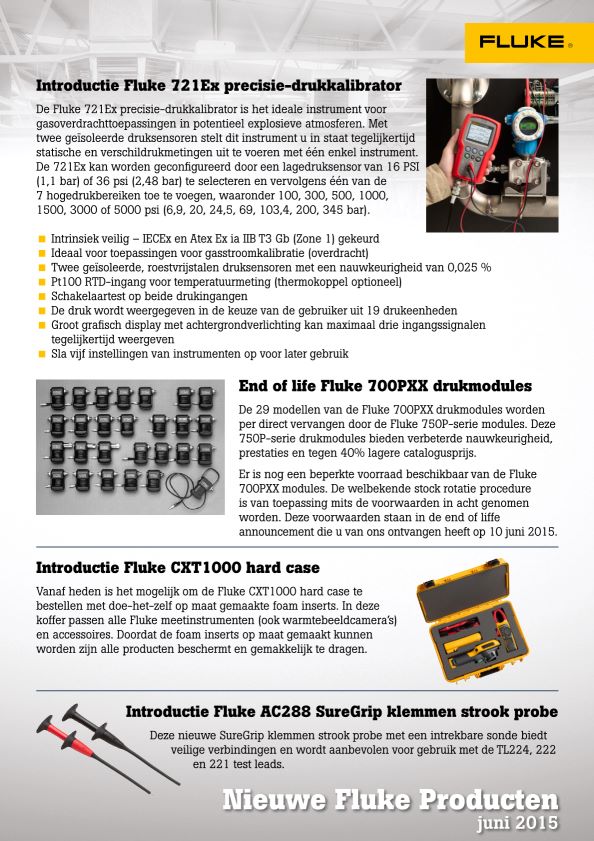 FLUKE®
Introductie Fluke 721Ex precisie-drukkalibrator
De Fluke 721Ex precisie-drukkalibrator is het ideale instrument voor
gasoverdrachttoepassingen in potentieel explosieve atmosferen. Met
twee geïsoleerde druksensoren stelt dit instrument u in staat tegelijkertijd
statische en verschildrukmetingen uit te voeren met één enkel instrument.
De 721Ex kan worden geconfigureerd door een lagedruksensor van 16 PSI
(1,1 bar) of 36 psi (2,48 bar) te selecteren en vervolgens één van de
7 hogedrukbereiken toe te voegen, waaronder 100, 300, 500, 1000,
1500, 3000 of 5000 psi (6,9, 20, 24,5, 69, 103,4, 200, 345 bar).
Intrinsiek veilig – IECEx en Atex Ex ia IIB T3 Gb (Zone 1) gekeurd
Ideaal voor toepassingen voor gasstroomkalibratie (overdracht)
Twee geïsoleerde, roestvrijstalen druksensoren met een nauwkeurigheid van 0,025 %
Pt100 RTD-ingang voor temperatuurmeting (thermokoppel optioneel)
Schakelaartest op beide drukingangen
De druk wordt weergegeven in de keuze van de gebruiker uit 19 drukeenheden
Groot grafisch display met achtergrondverlichting kan maximaal drie ingangssignalen
tegelijkertijd weergeven
Sla vijf instellingen van instrumenten op voor later gebruik
End of life Fluke 700PXX drukmodules
De 29 modellen van de Fluke 700PXX drukmodules worden
per direct vervangen door de Fluke 750P-serie modules. Deze
750P-serie drukmodules bieden verbeterde nauwkeurigheid,
prestaties en tegen 40% lagere catalogusprijs.
Er is nog een beperkte voorraad beschikbaar van de Fluke
700PXX modules. De welbekende stock rotatie procedure
is van toepassing mits de voorwaarden in acht genomen
worden. Deze voorwaarden staan in de end of liffe
announcement die u van ons ontvangen heeft op 10 juni 2015.
Introductie Fluke CXT1000 hard case
Vanaf heden is het mogelijk om de Fluke CXT1000 hard case te
bestellen met doe-het-zelf op maat gemaakte foam inserts. In deze
koffer passen alle Fluke meetinstrumenten (ook warmtebeeldcamera's)
en accessoires. Doordat de foam inserts op maat gemaakt kunnen
worden zijn alle producten beschermt en gemakkelijk te dragen.
Introductie Fluke AC288 SureGrip klemmen strook probe
Deze nieuwe SureGrip klemmen strook probe met een intrekbare sonde biedt
veilige verbindingen en wordt aanbevolen voor gebruik met de TL224, 222
en 221 test leads.
Nieuwe Fluke Producten
juni 2015